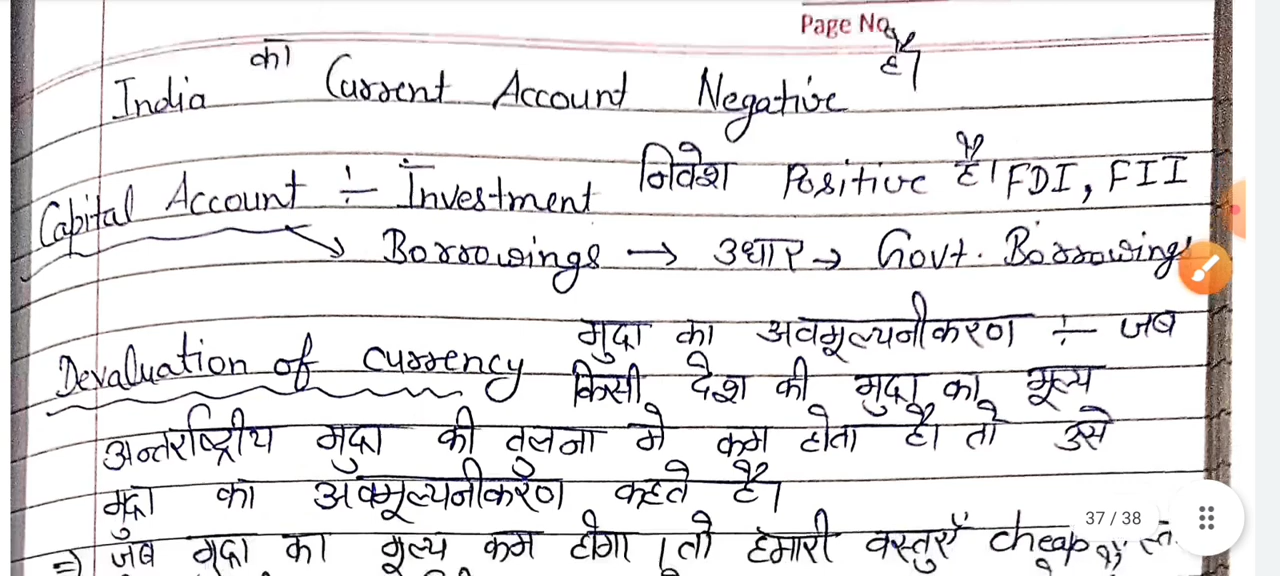 Page No.
India को Current Account Negative है।
Capital Account ÷ Investment निवेश Positive है। FDI, FII
→ Borrowings → उधार → Govt. Borrowings
Devaluation of currency मुद्रा का अवमूल्यनीकरण ÷ जब
किसी देश की मुद्रा का मूल्य
अन्तर्राष्ट्रीय मुद्रा की तुलना मे कम होता है। तो उसे
मुद्रा का अवमूल्यनीकरण कहते है।
37 / 38
⇒ जब मुद्रा का मूल्य कम होगा। तो हमारी वस्तुएँ cheap